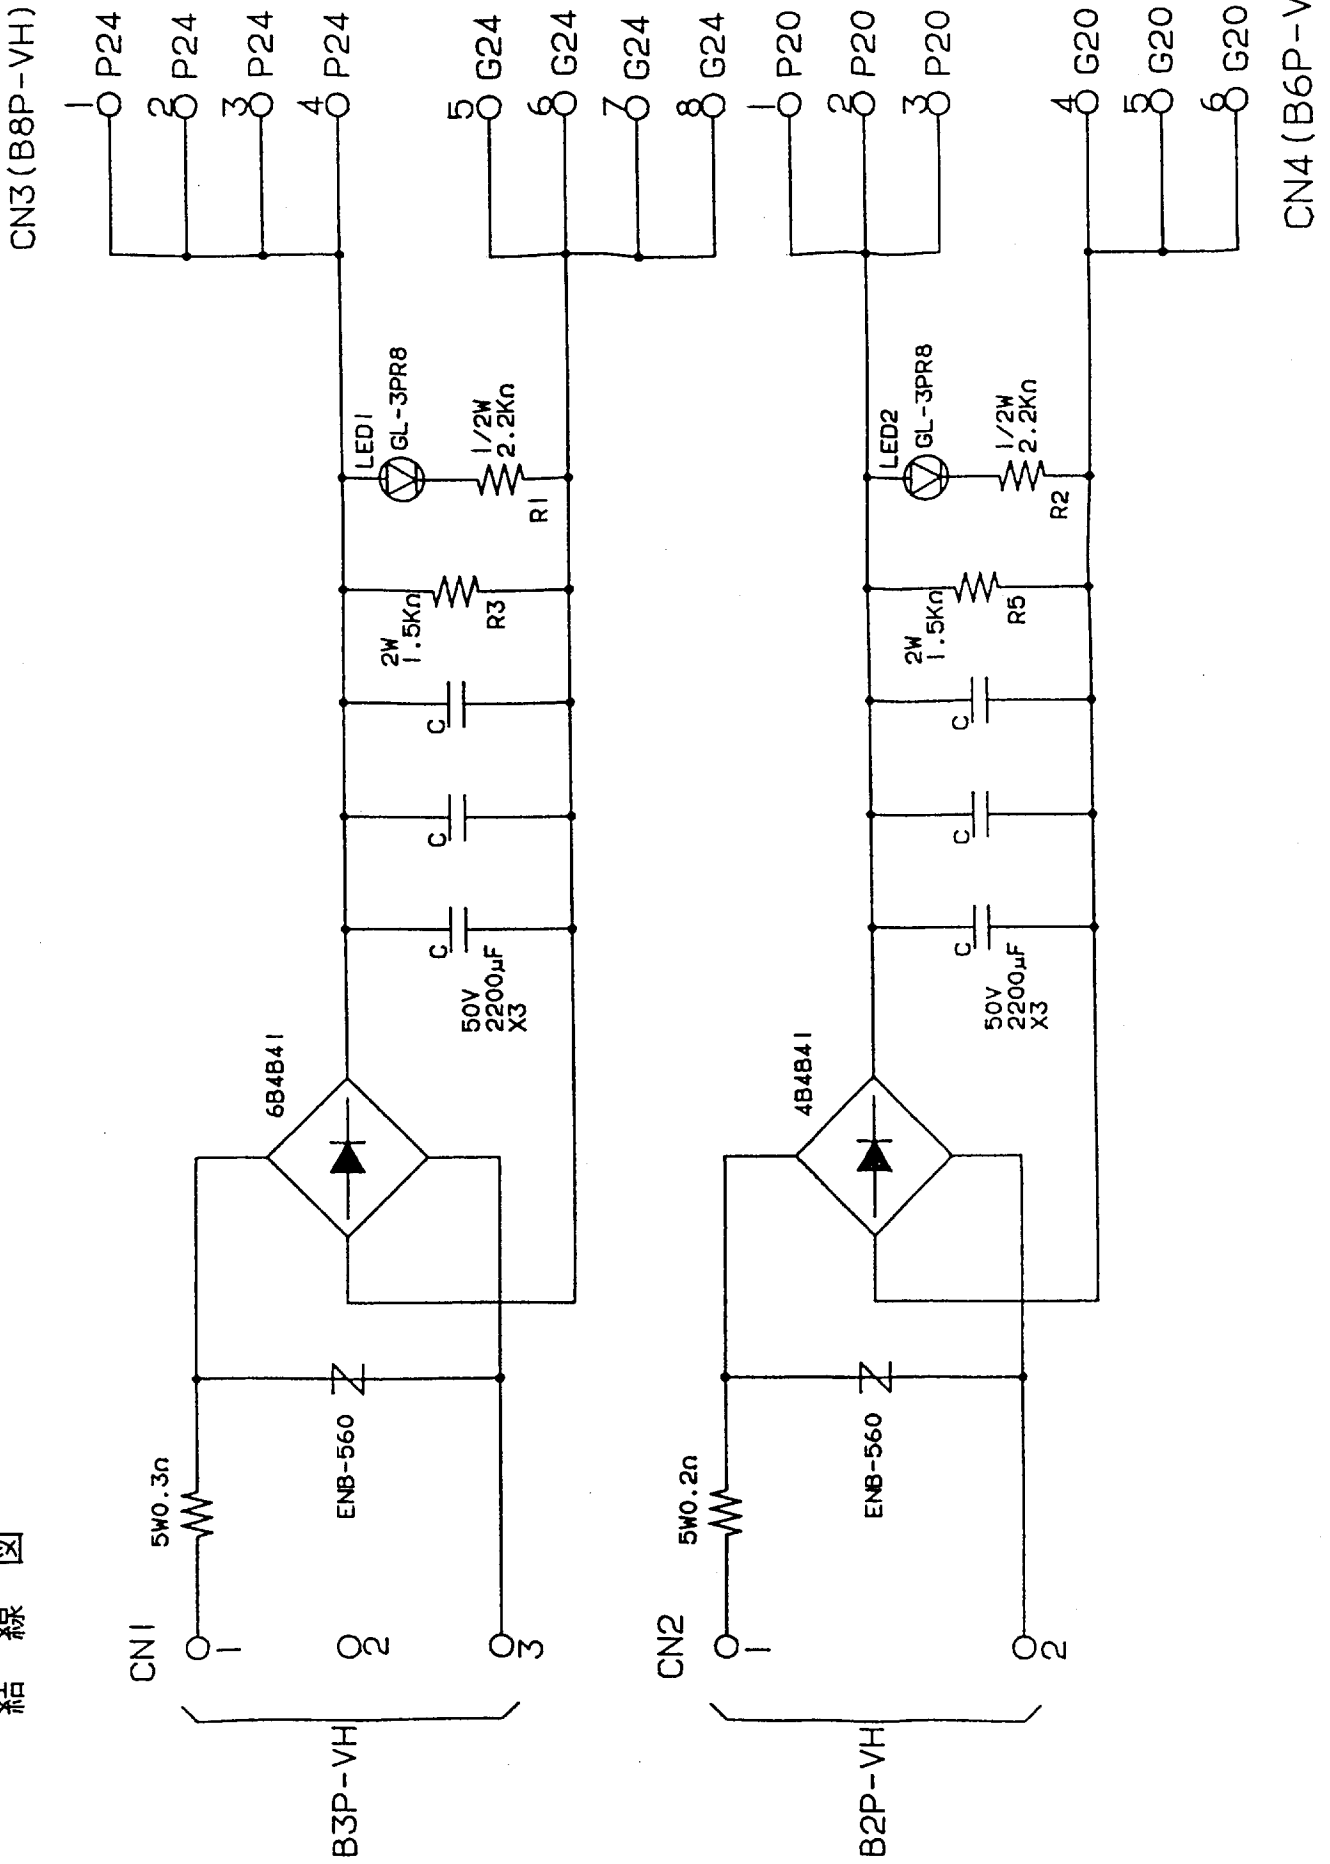 結線図
CN1
1
2
3
B3P-VH
5W0.3Ω
ENB-560
6B4B41
C
C
C
50V
2200μF
X3
2W
1.5KΩ
R3
LED1
GL-3PR8
1/2W
2.2KΩ
R1
CN3(B8P-VH)
1 P24
2 P24
3 P24
4 P24
5 G24
6 G24
7 G24
8 G24
CN2
1
2
B2P-VH
5W0.2Ω
ENB-560
4B4B41
C
C
C
50V
2200μF
X3
2W
1.5KΩ
R5
LED2
GL-3PR8
1/2W
2.2KΩ
R2
1 P20
2 P20
3 P20
4 G20
5 G20
6 G20
CN4(B6P-V